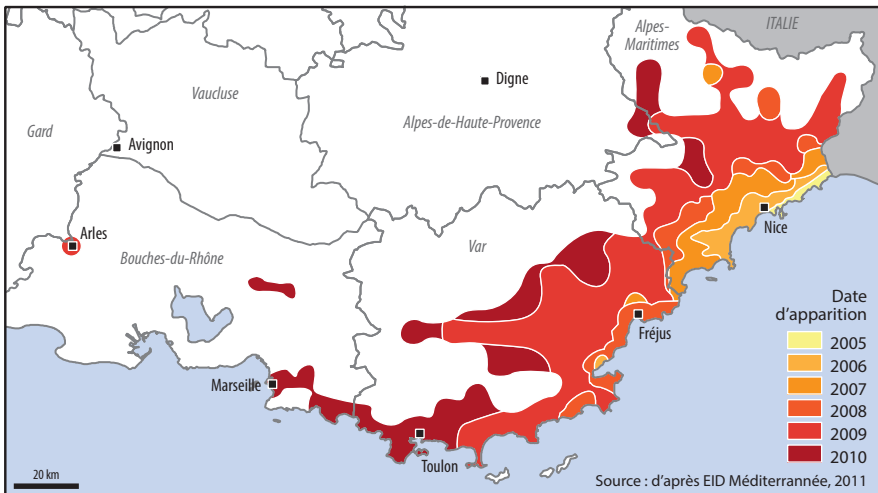 Alpes-
Maritimes
ITALIE
Vaucluse
Digne
Gard
Alpes-de-Haute-Provence
Avignon
Arles
Nice
Bouches-du-Rhône
Var
Date
d'apparition
Fréjus
2005
2006
2007
Marseille
2008
2009
2010
Toulon
20 km
Source : d'après EID Méditerrannée, 2011